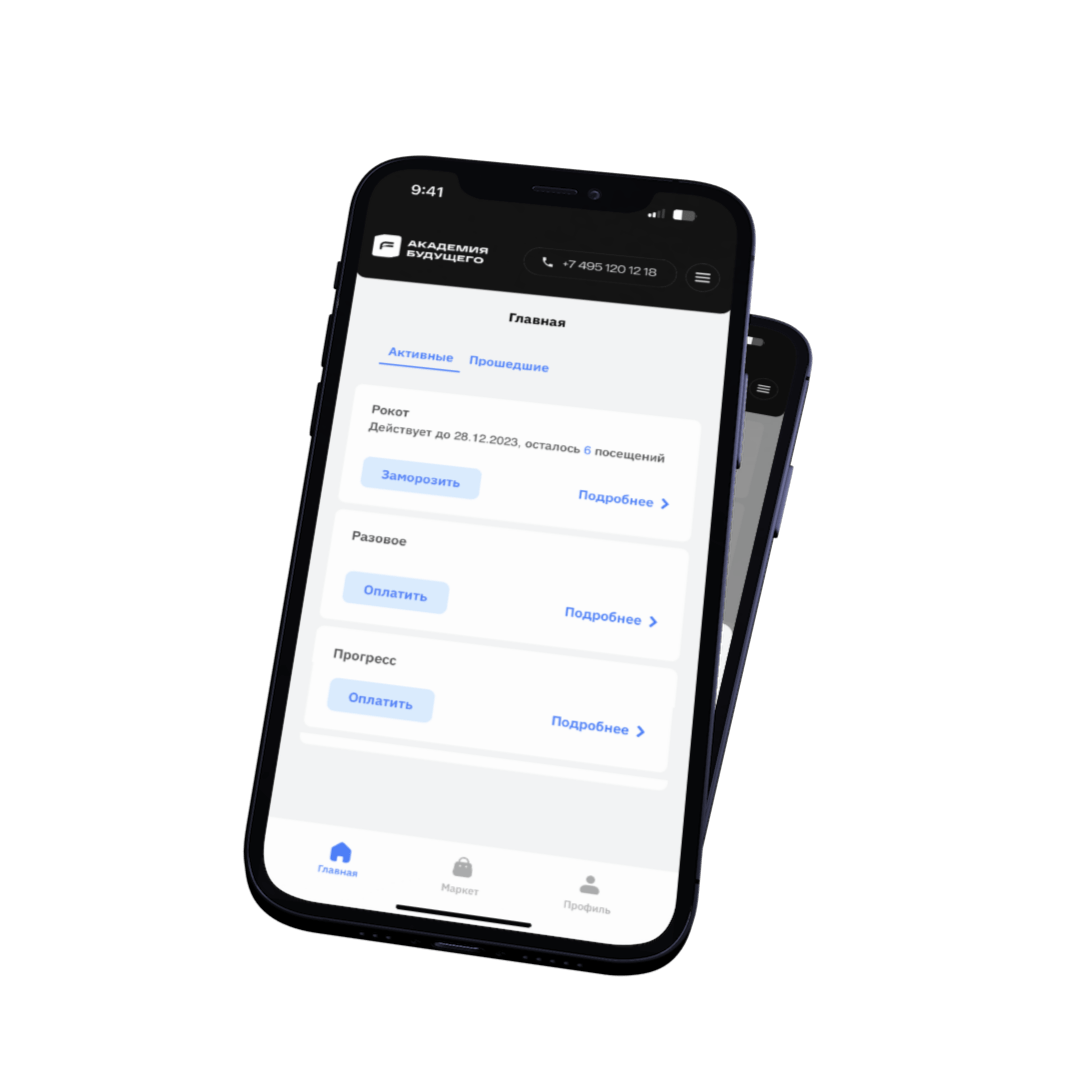 9:41
АКАДЕМИЯ
БУДУЩЕГО
+7 495 120 12 18
Главная
Активные Прошедшие
Рокот
Действует до 28.12.2023, осталось 6 посещений
Заморозить
Подробнее
Разовое
Оплатить
Подробнее
Прогресс
Оплатить
Подробнее
Главная
Маркет
Профиль